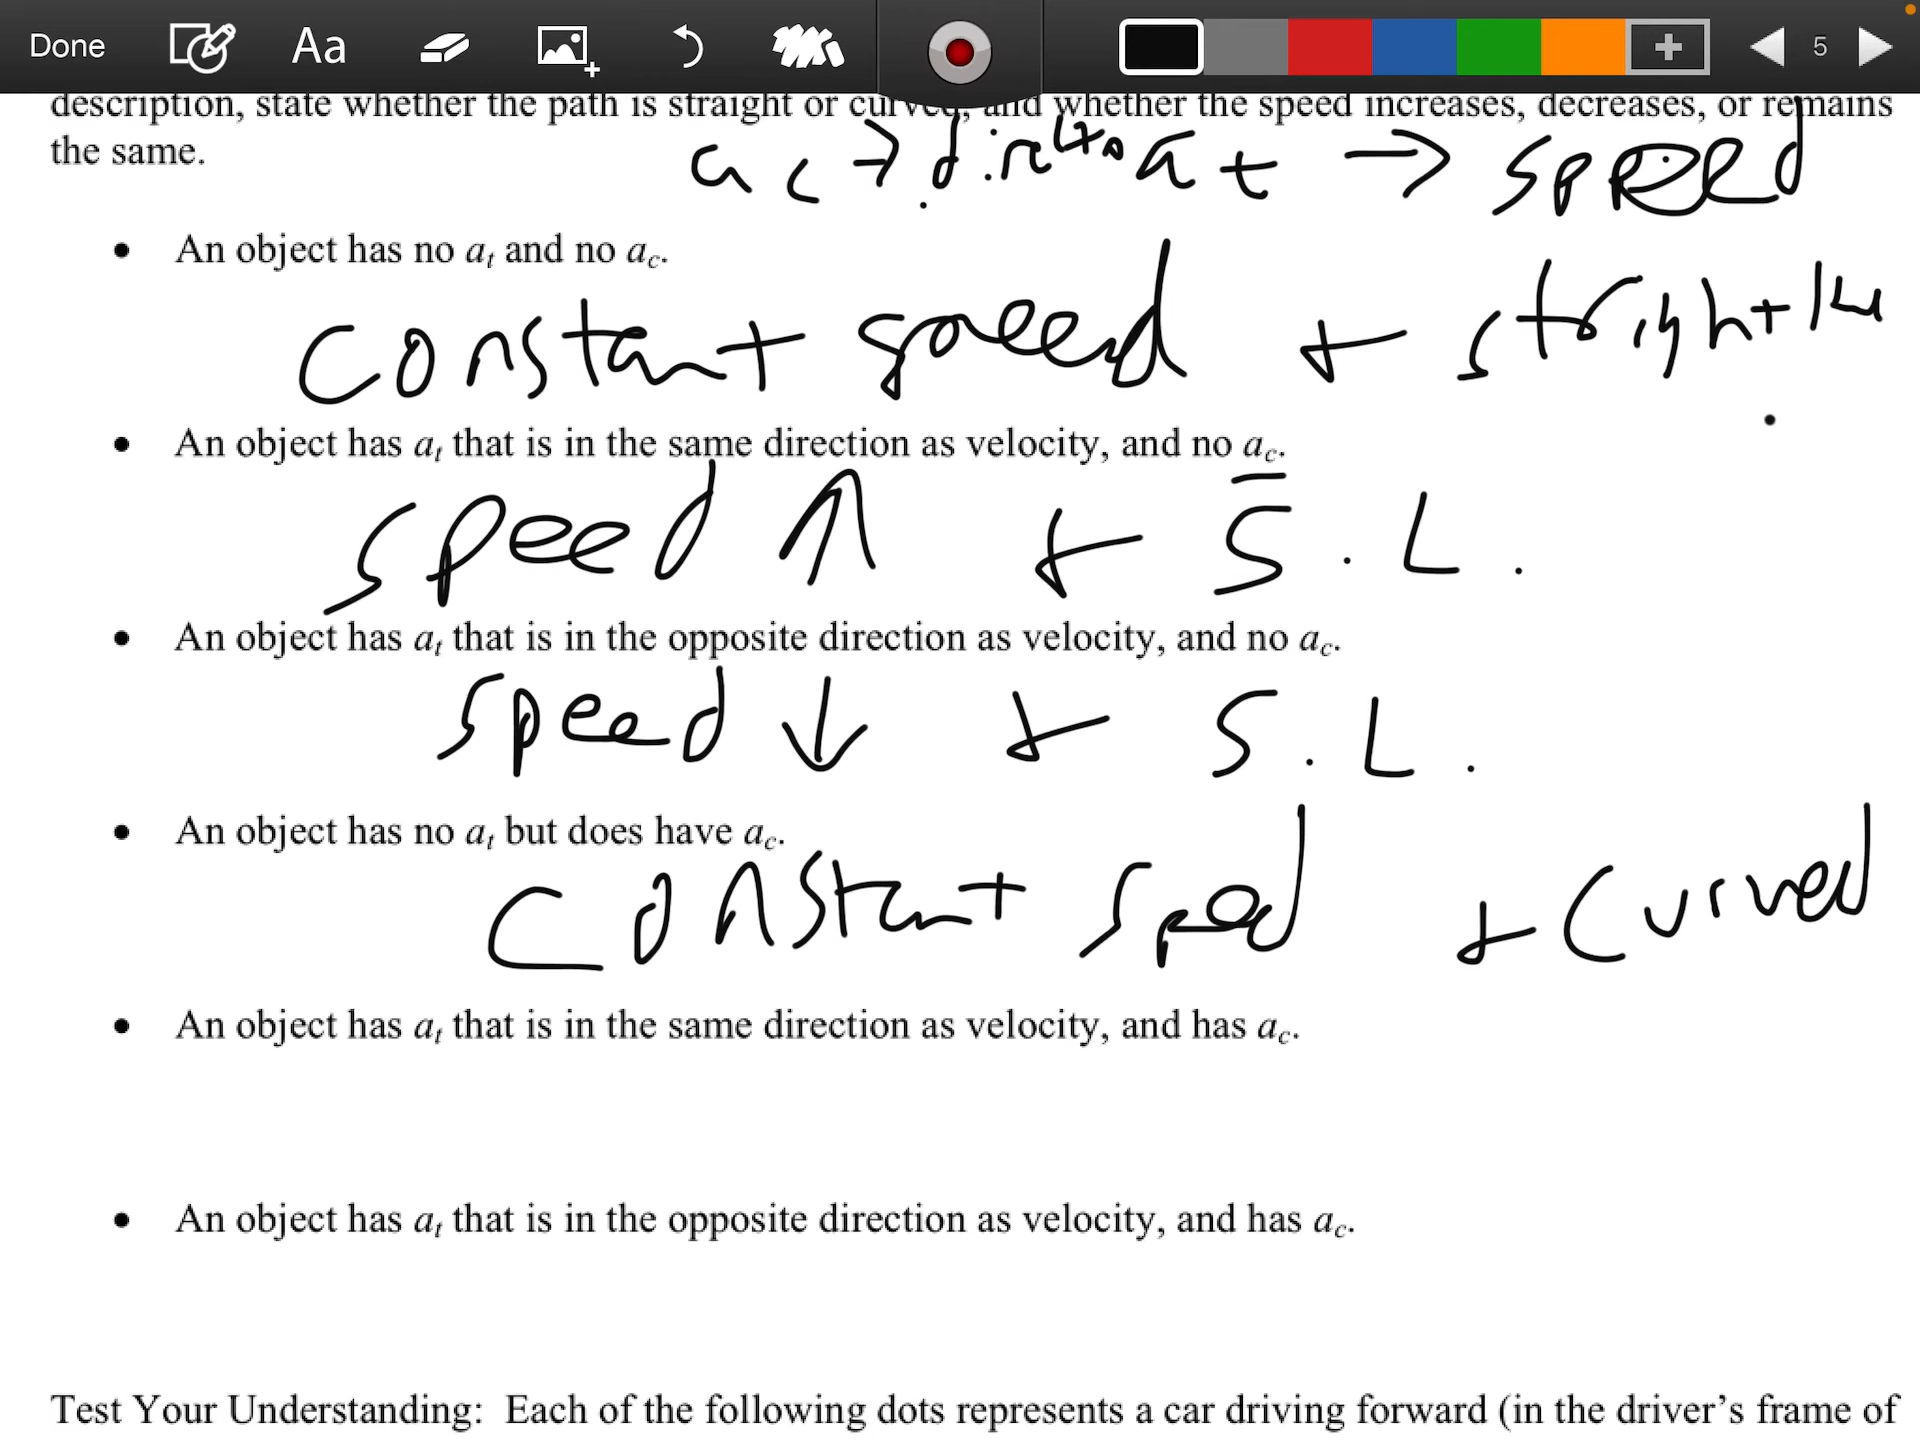 Done Aa 5
description, state whether the path is straight or curved, and whether the speed increases, decreases, or remains
the same.
ac → at → speed
• An object has no at and no ac.
constant speed +
• An object has at that is in the same direction as velocity, and no ac.
speed ↑ + S.L.
• An object has at that is in the opposite direction as velocity, and no ac.
speed ↓ + S.L.
• An object has no at but does have ac.
constant sped + curved
• An object has at that is in the same direction as velocity, and has ac.
• An object has at that is in the opposite direction as velocity, and has ac.
Test Your Understanding: Each of the following dots represents a car driving forward (in the driver's frame of